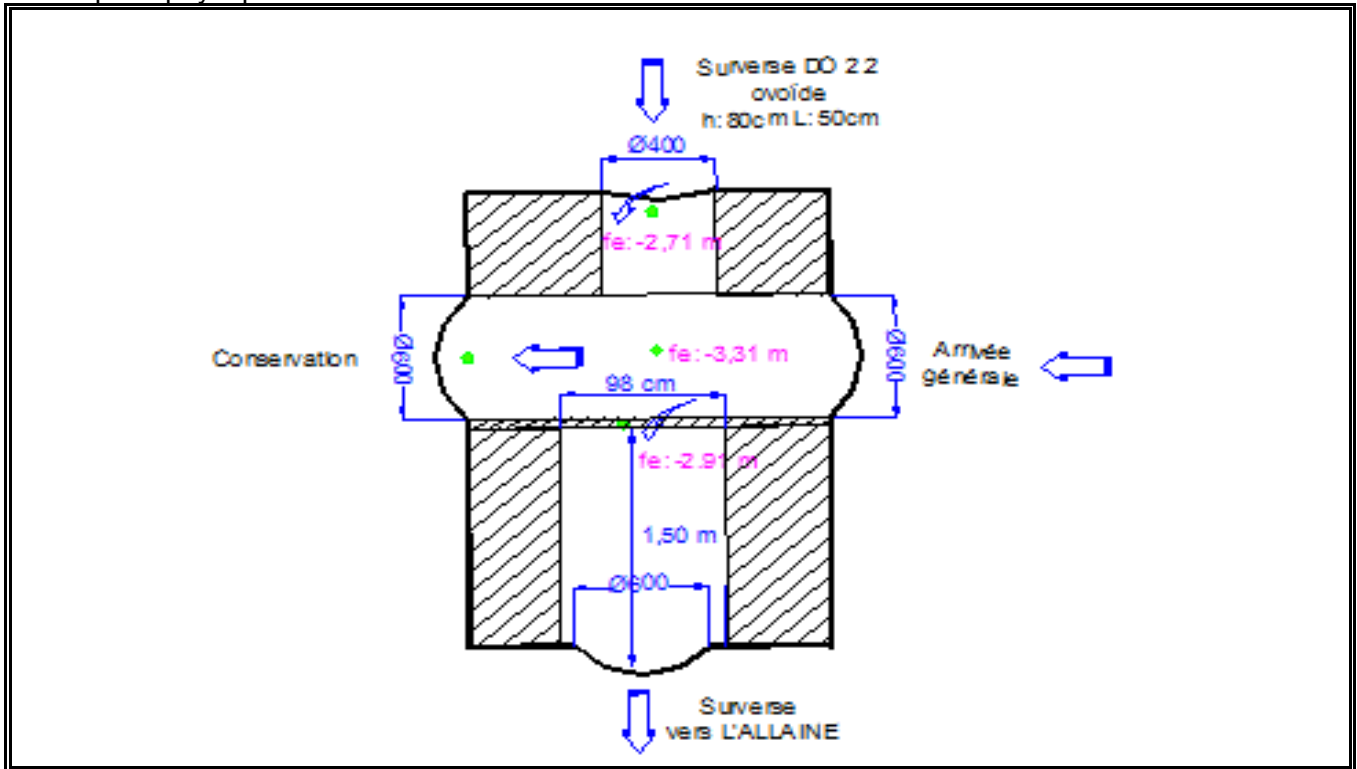 Surverse DO 2.2
ovoïde
h: 80cm L: 50cm
Ø400
fe:-2,71 m
Conservation
Ø600
fe:-3,31 m
Ø600
Arrivée
générale
98 cm
fe:-2.91 m
1,50 m
Ø600
Surverse
vers L'ALLAINE